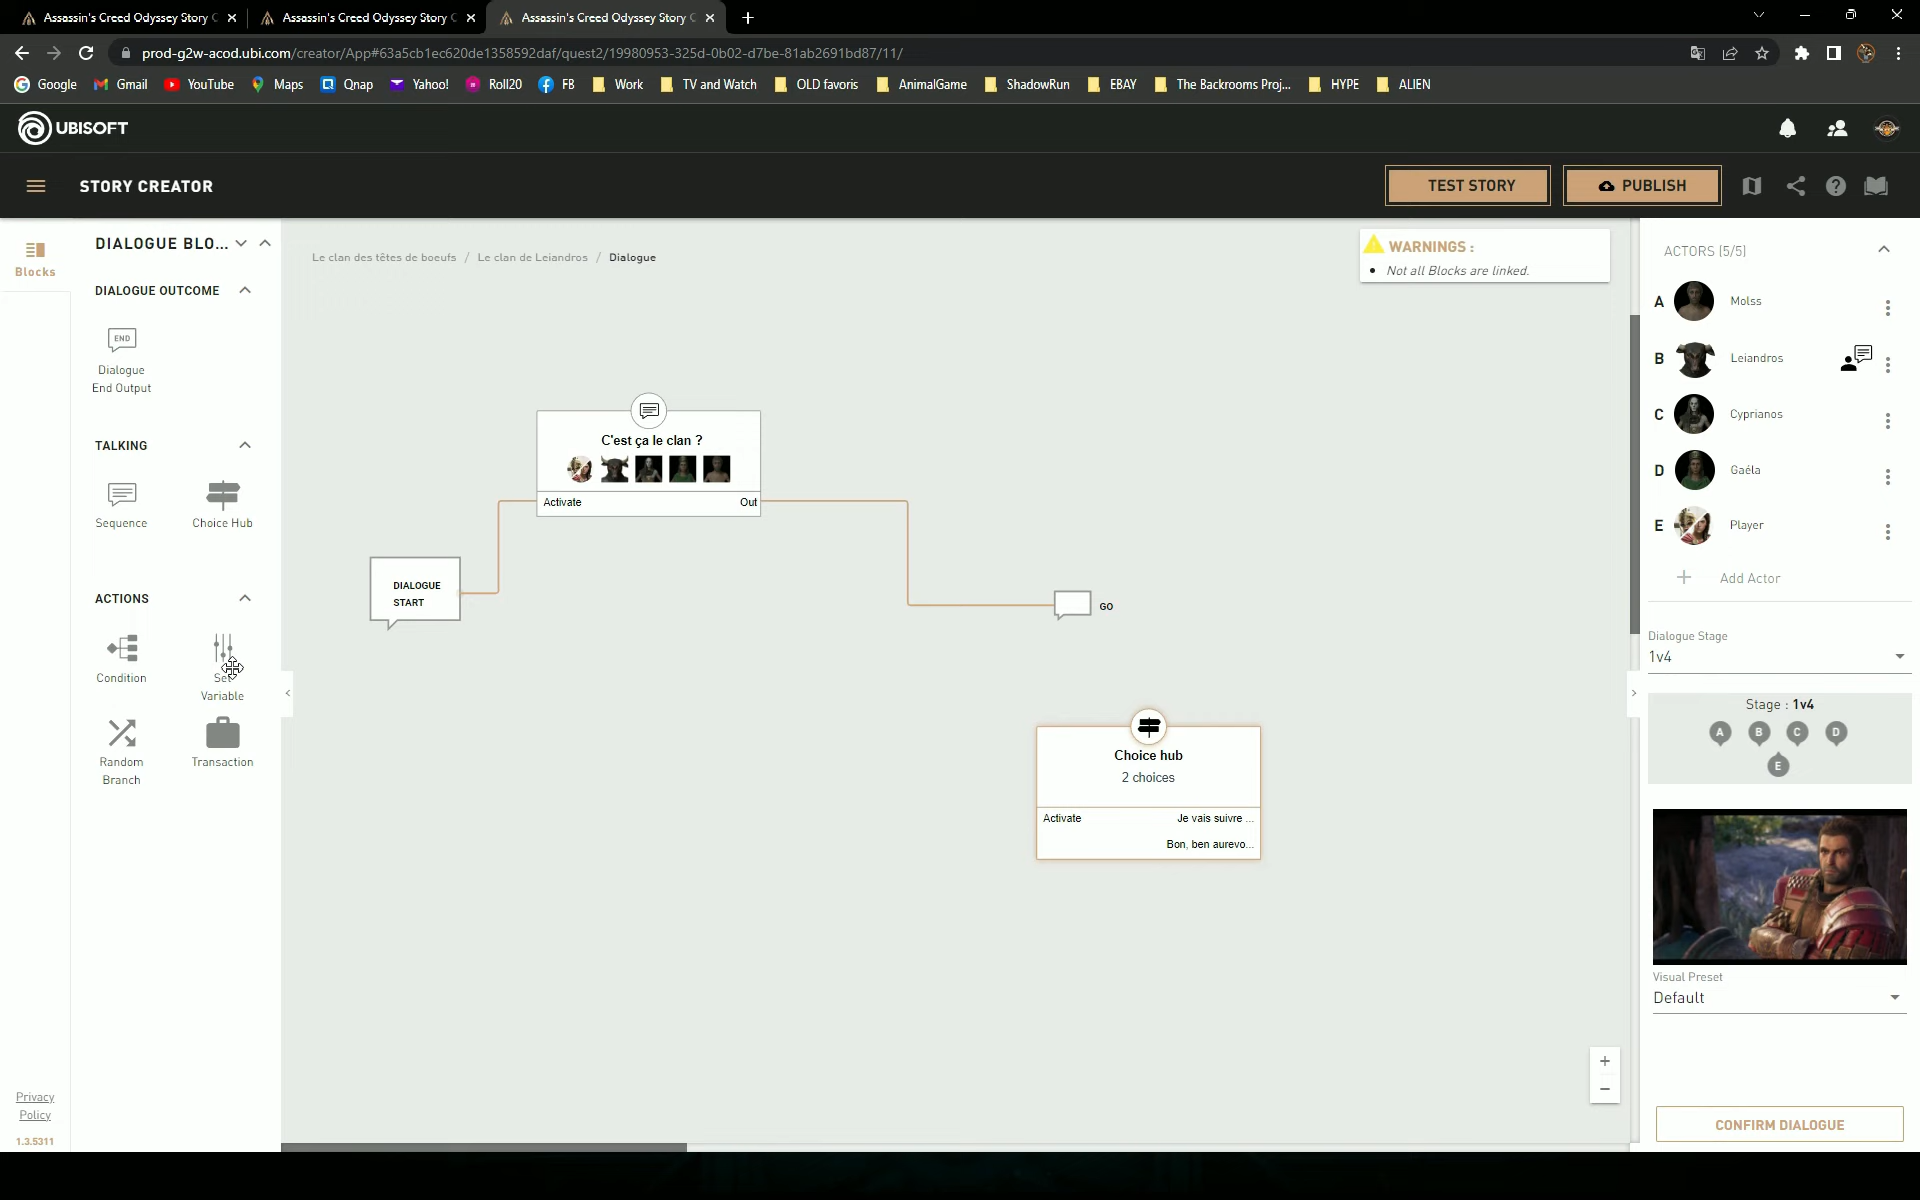 Assassin's Creed Odyssey Story C
Assassin's Creed Odyssey Story C
Assassin's Creed Odyssey Story C
prod-g2w-acod.ubi.com/creator/App#63a5cb1ec620de1358592daf/quest2/19980953-325d-0b02-d7be-81ab2691bd87/11/
Google
Gmail
YouTube
Maps
Qnap
Yahoo!
Roll20
FB
Work
TV and Watch
OLD favoris
AnimalGame
ShadowRun
EBAY
The Backrooms Proj...
HYPE
ALIEN
UBISOFT
STORY CREATOR
TEST STORY
PUBLISH
Blocks
DIALOGUE BLO...
DIALOGUE OUTCOME
END
Dialogue
End Output
TALKING
Sequence
Choice Hub
ACTIONS
Condition
Set
Variable
Random
Branch
Transaction
Privacy
Policy
1.3.5311
Le clan des têtes de boeufs / Le clan de Leiandros / Dialogue
WARNINGS :
Not all Blocks are linked.
C'est ça le clan ?
Activate
Out
DIALOGUE
START
GO
Choice hub
2 choices
Activate
Je vais suivre ...
Bon, ben aurevo...
+
−
ACTORS (5/5)
A Molss
B Leiandros
C Cyprianos
D Gaéla
E Player
Add Actor
Dialogue Stage
1v4
Stage : 1v4
A B C D
E
Visual Preset
Default
CONFIRM DIALOGUE